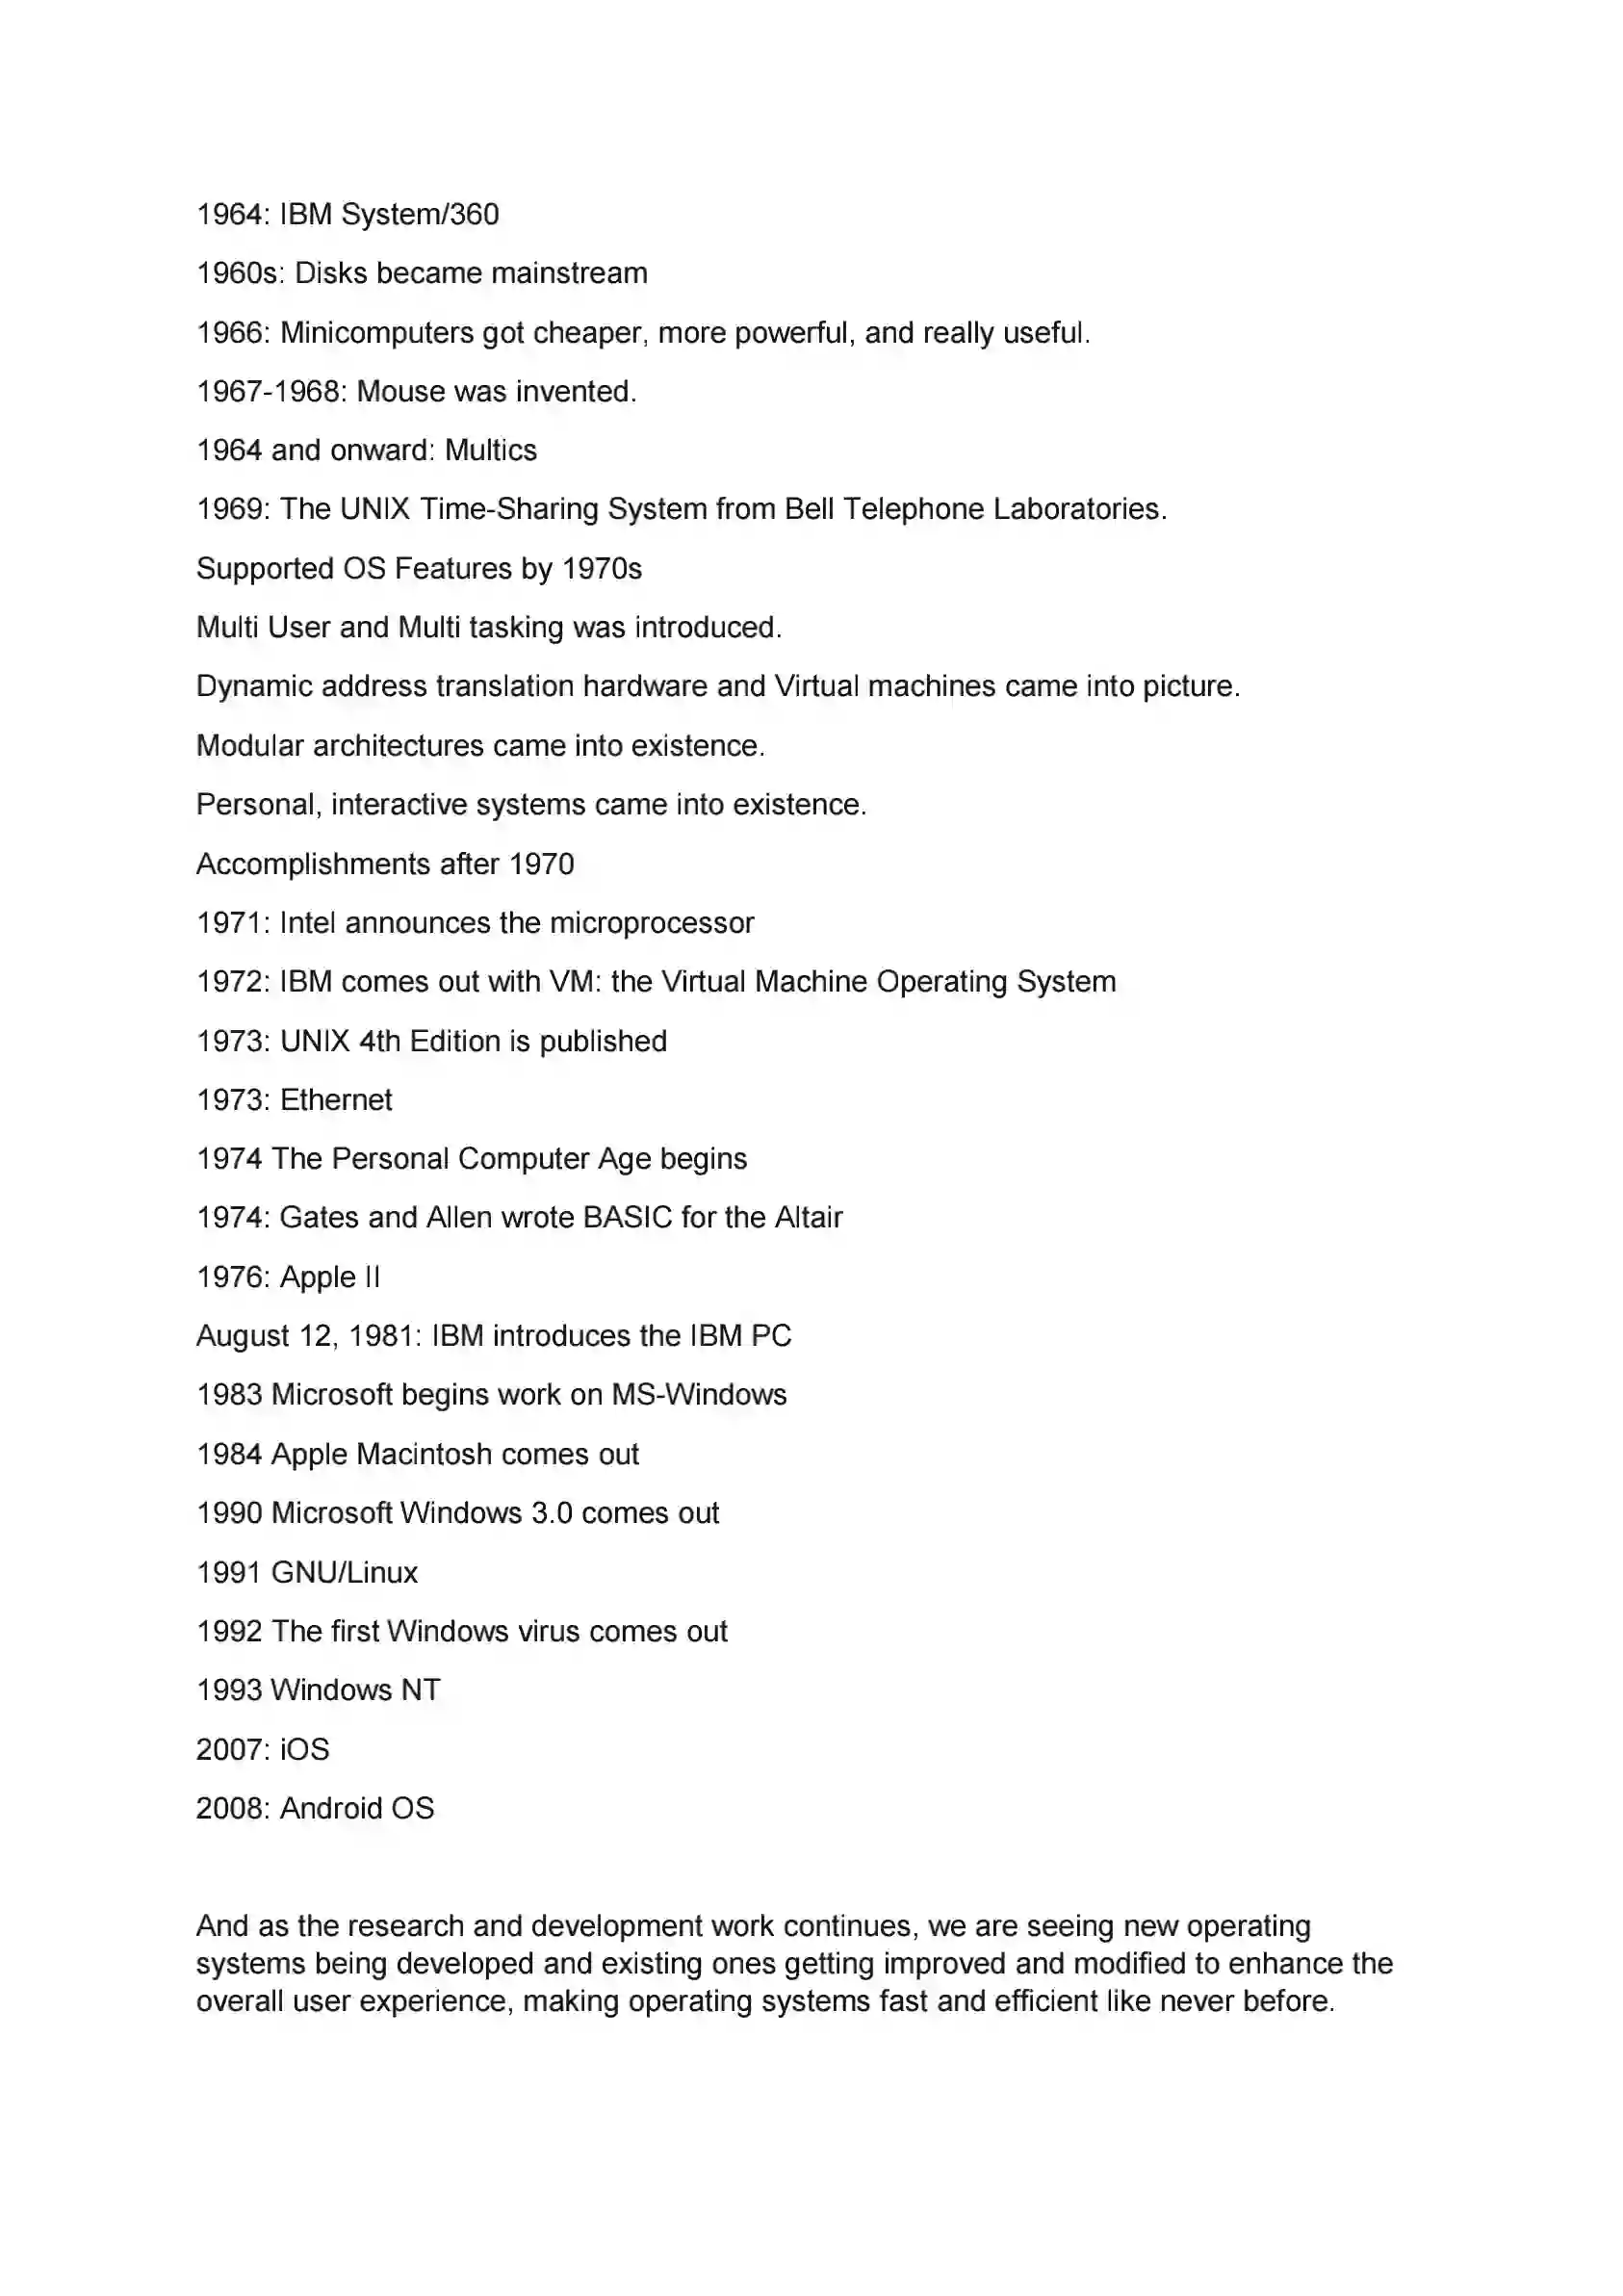 1964: IBM System/360
1960s: Disks became mainstream
1966: Minicomputers got cheaper, more powerful, and really useful.
1967-1968: Mouse was invented.
1964 and onward: Multics
1969: The UNIX Time-Sharing System from Bell Telephone Laboratories.
Supported OS Features by 1970s
Multi User and Multi tasking was introduced.
Dynamic address translation hardware and Virtual machines came into picture.
Modular architectures came into existence.
Personal, interactive systems came into existence.
Accomplishments after 1970
1971: Intel announces the microprocessor
1972: IBM comes out with VM: the Virtual Machine Operating System
1973: UNIX 4th Edition is published
1973: Ethernet
1974 The Personal Computer Age begins
1974: Gates and Allen wrote BASIC for the Altair
1976: Apple II
August 12, 1981: IBM introduces the IBM PC
1983 Microsoft begins work on MS-Windows
1984 Apple Macintosh comes out
1990 Microsoft Windows 3.0 comes out
1991 GNU/Linux
1992 The first Windows virus comes out
1993 Windows NT
2007: iOS
2008: Android OS
And as the research and development work continues, we are seeing new operating
systems being developed and existing ones getting improved and modified to enhance the
overall user experience, making operating systems fast and efficient like never before.